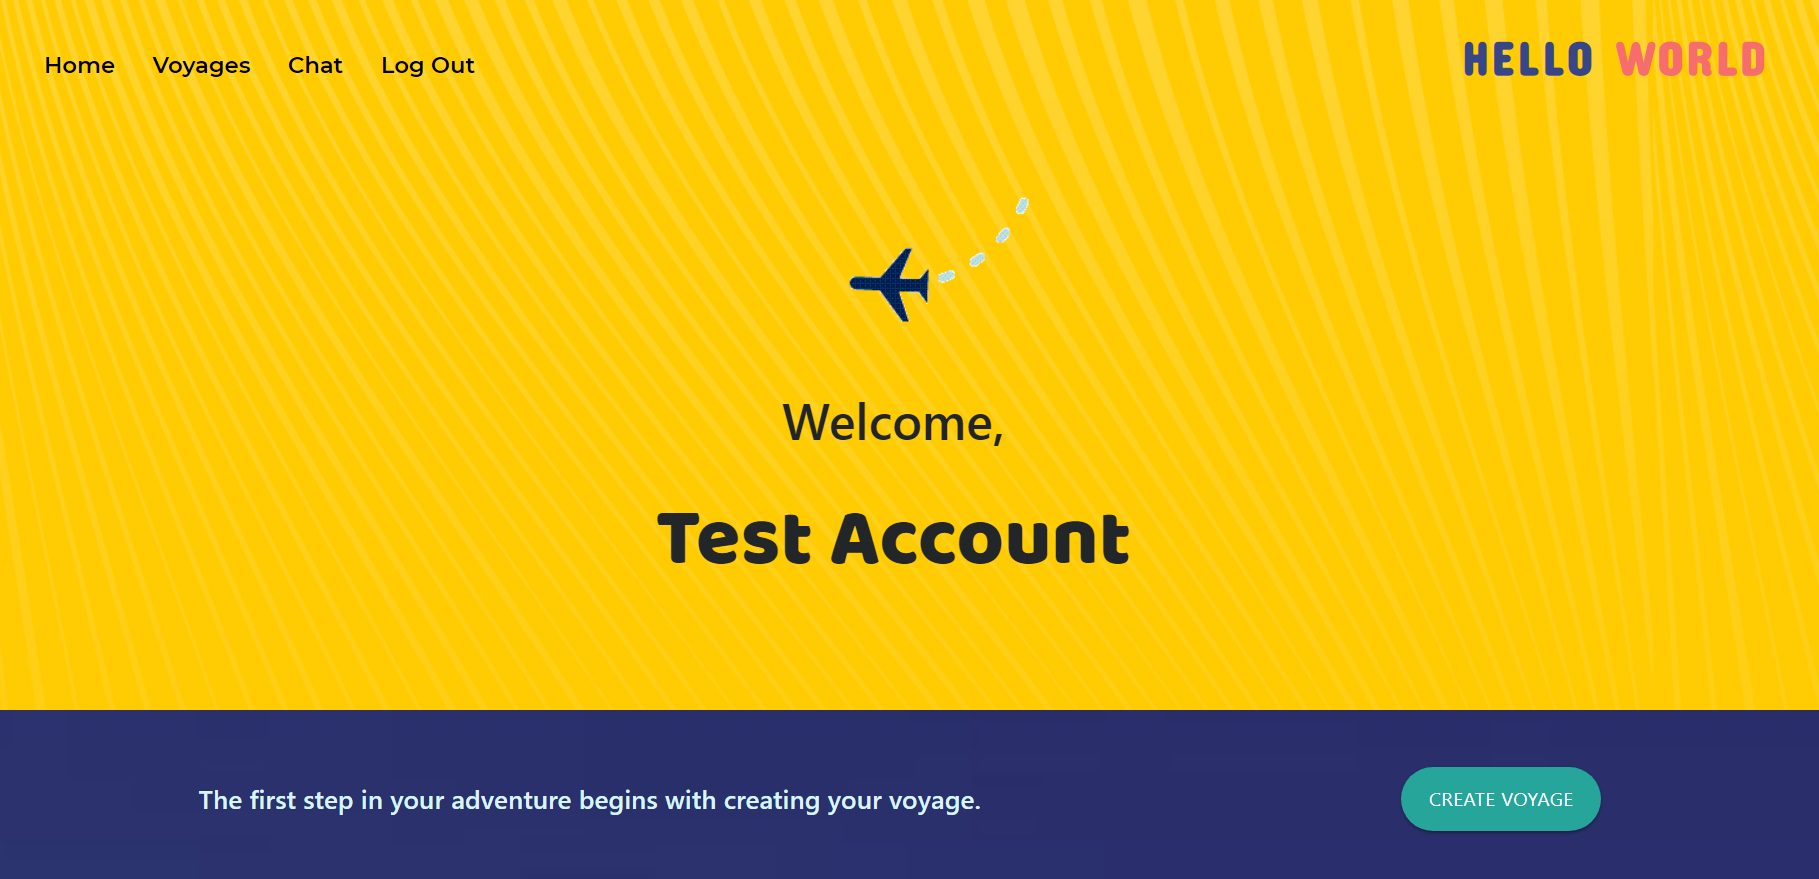 Home Voyages Chat Log Out
HELLO WORLD
Welcome,
Test Account
The first step in your adventure begins with creating your voyage.
CREATE VOYAGE